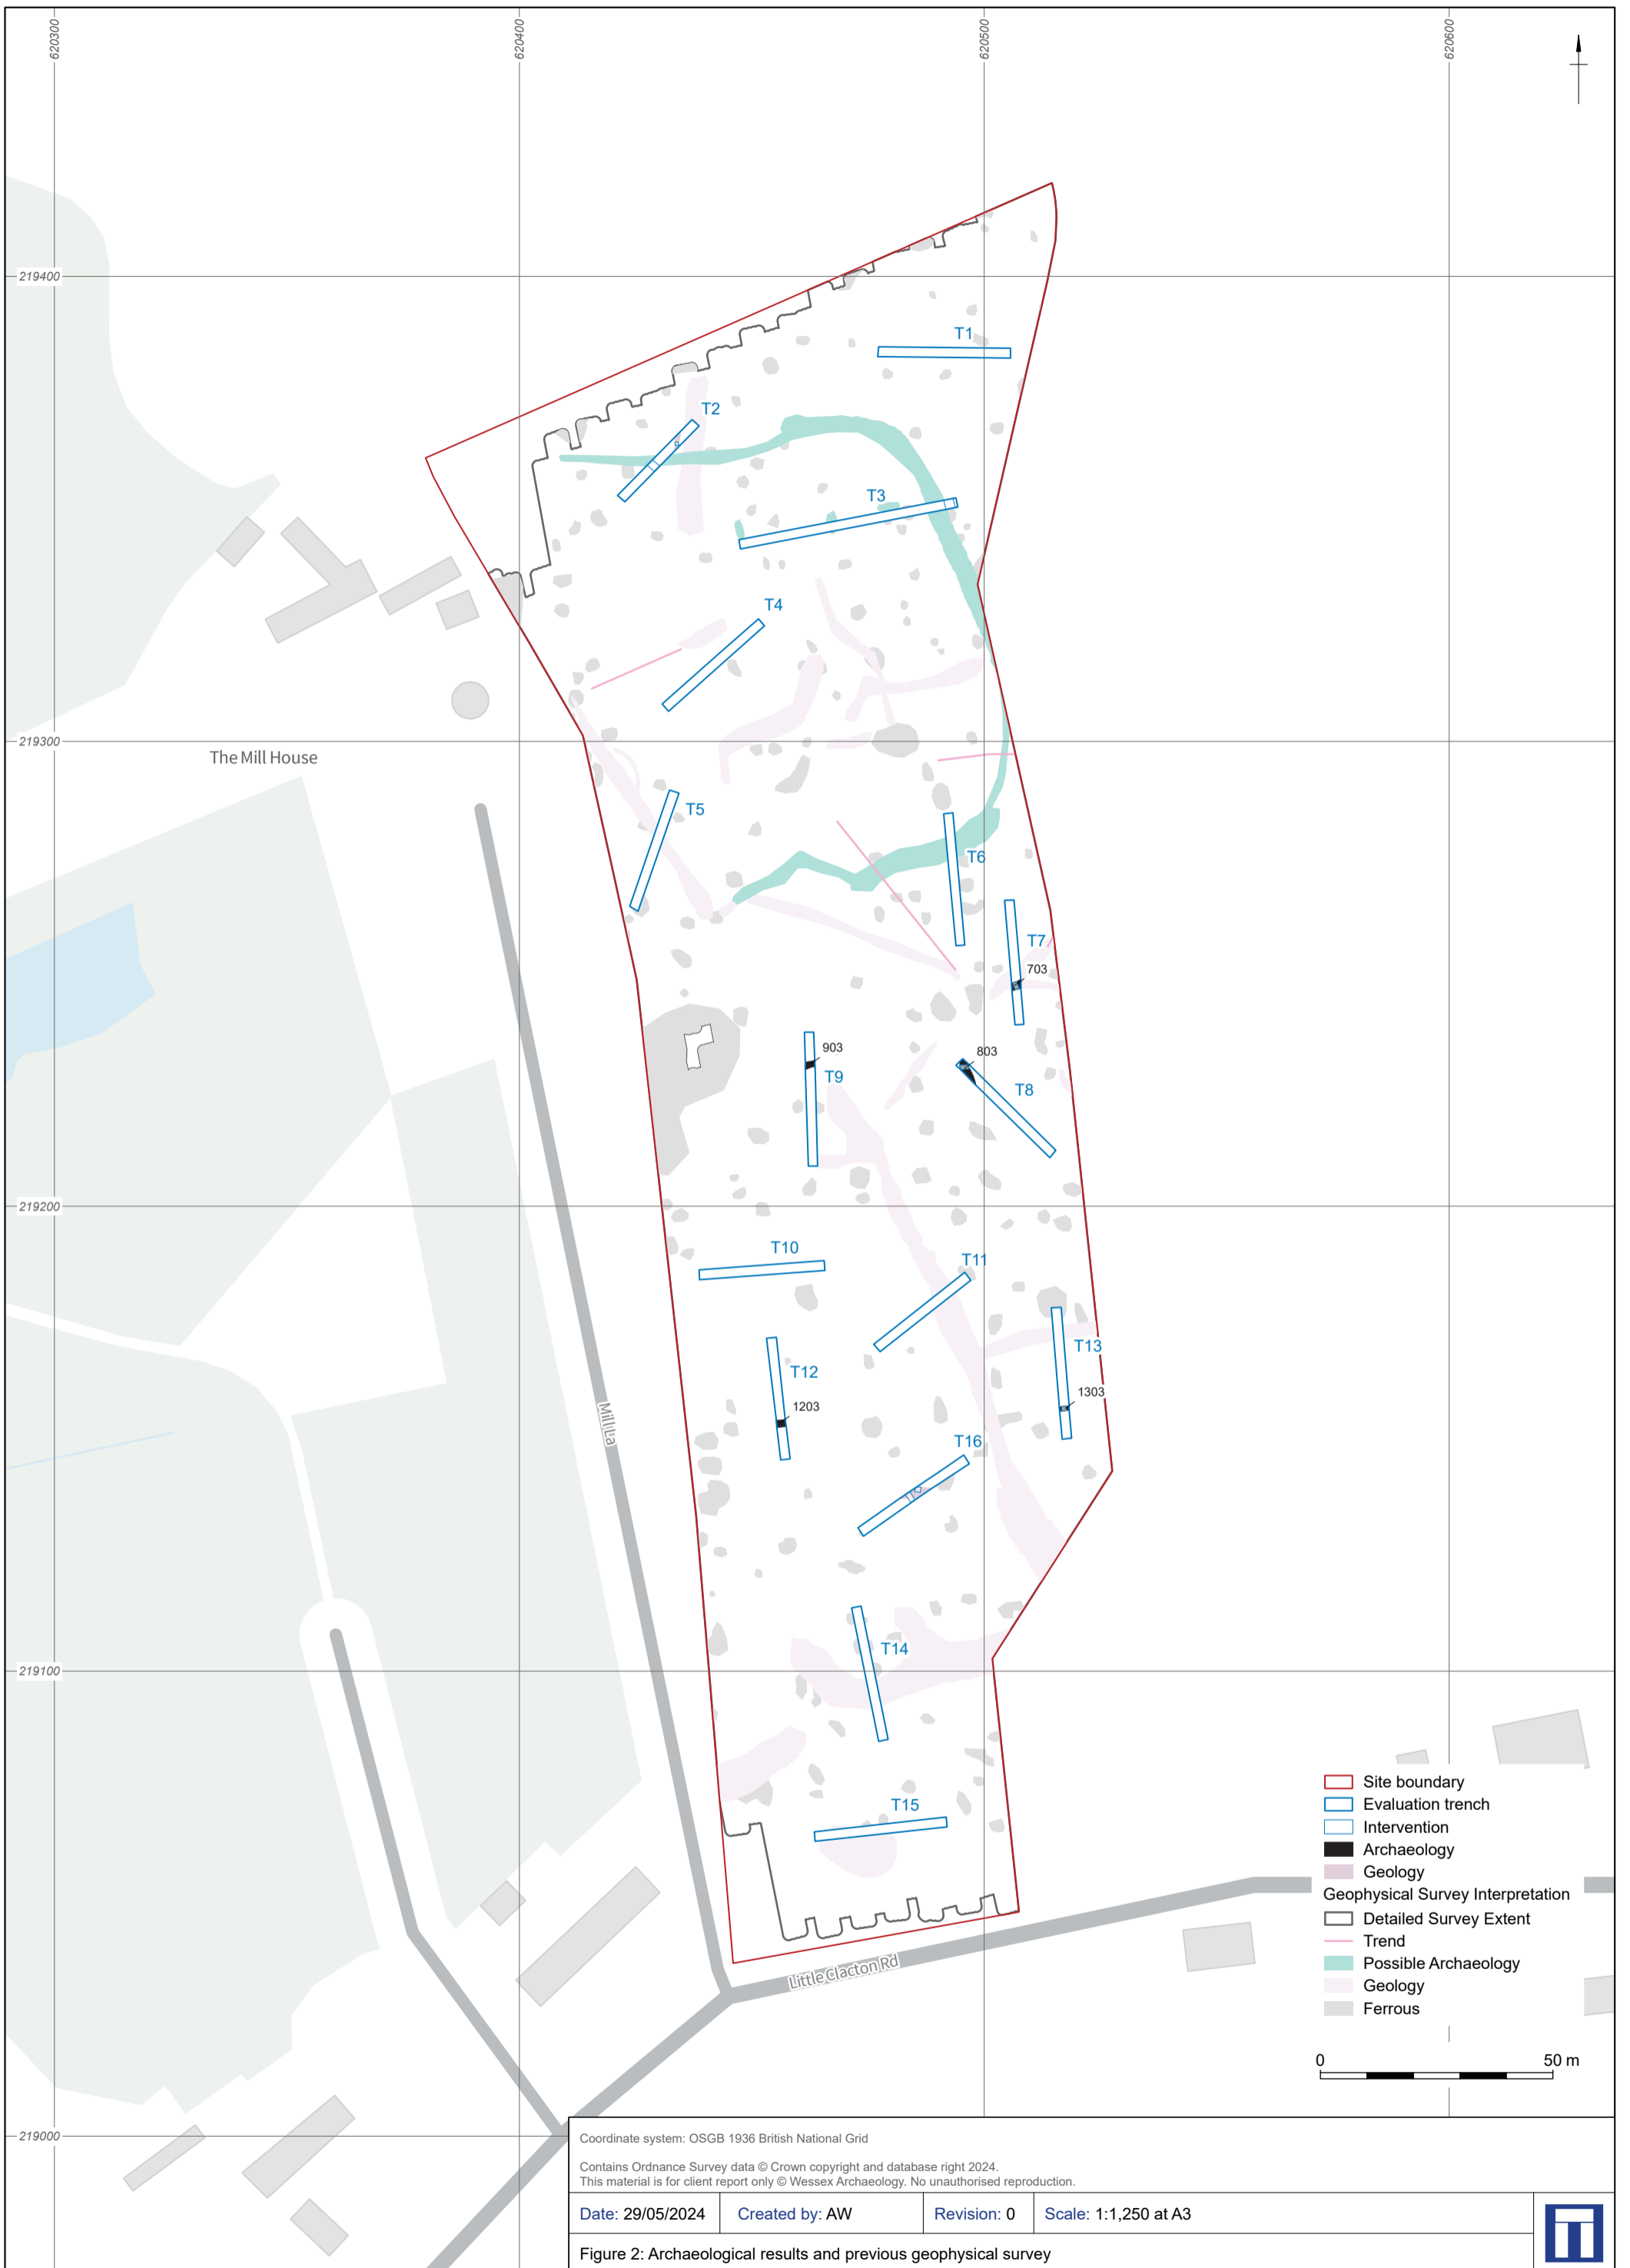 620300
620400
620500
620600
219400
T1
T2
T3
T4
219300
The Mill House
T5
T6
T7
703
903
803
T9
T8
219200
T10
T11
T13
T12
1303
1203
Mill La
T16
T14
219100
T15
Site boundary
Evaluation trench
Intervention
Archaeology
Geology
Geophysical Survey Interpretation
Detailed Survey Extent
Trend
Possible Archaeology
Geology
Ferrous
Little Clacton Rd
0 50 m
219000
Coordinate system: OSGB 1936 British National Grid
Contains Ordnance Survey data © Crown copyright and database right 2024.
This material is for client report only © Wessex Archaeology. No unauthorised reproduction.
Date: 29/05/2024 Created by: AW Revision: 0 Scale: 1:1,250 at A3
Figure 2: Archaeological results and previous geophysical survey